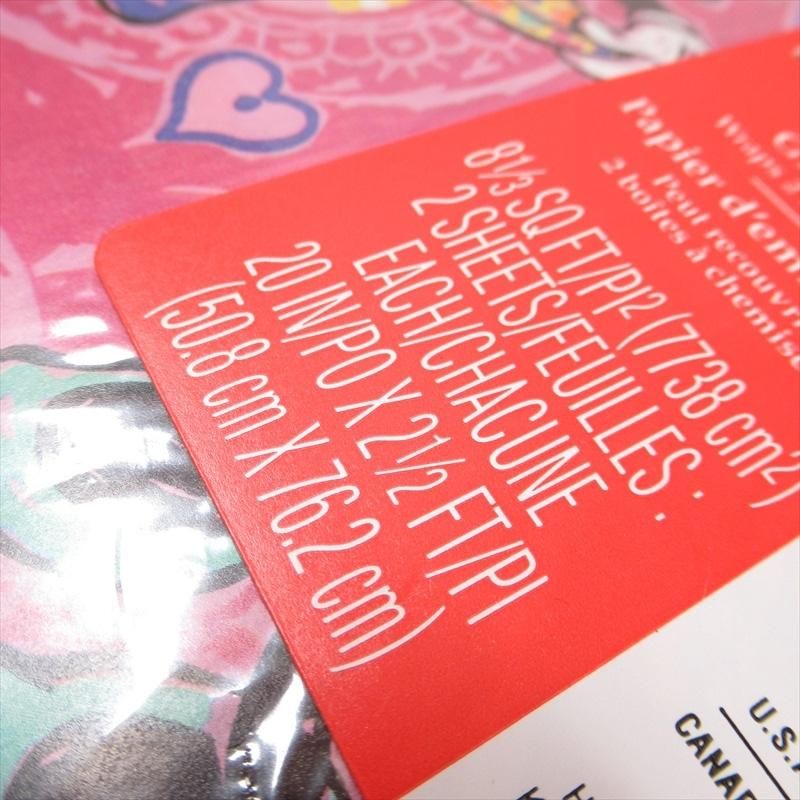 Wraps
Papier d'em
Peut recouvri
2 boîtes à chemise
8⅓ SQ FT/PI² (7738 cm²)
2 SHEETS/FEUILLES :
EACH/CHACUNE
20 IN/PO X 2½ FT/PI
(50.8 cm X 76.2 cm)
U.S.A
CANAD